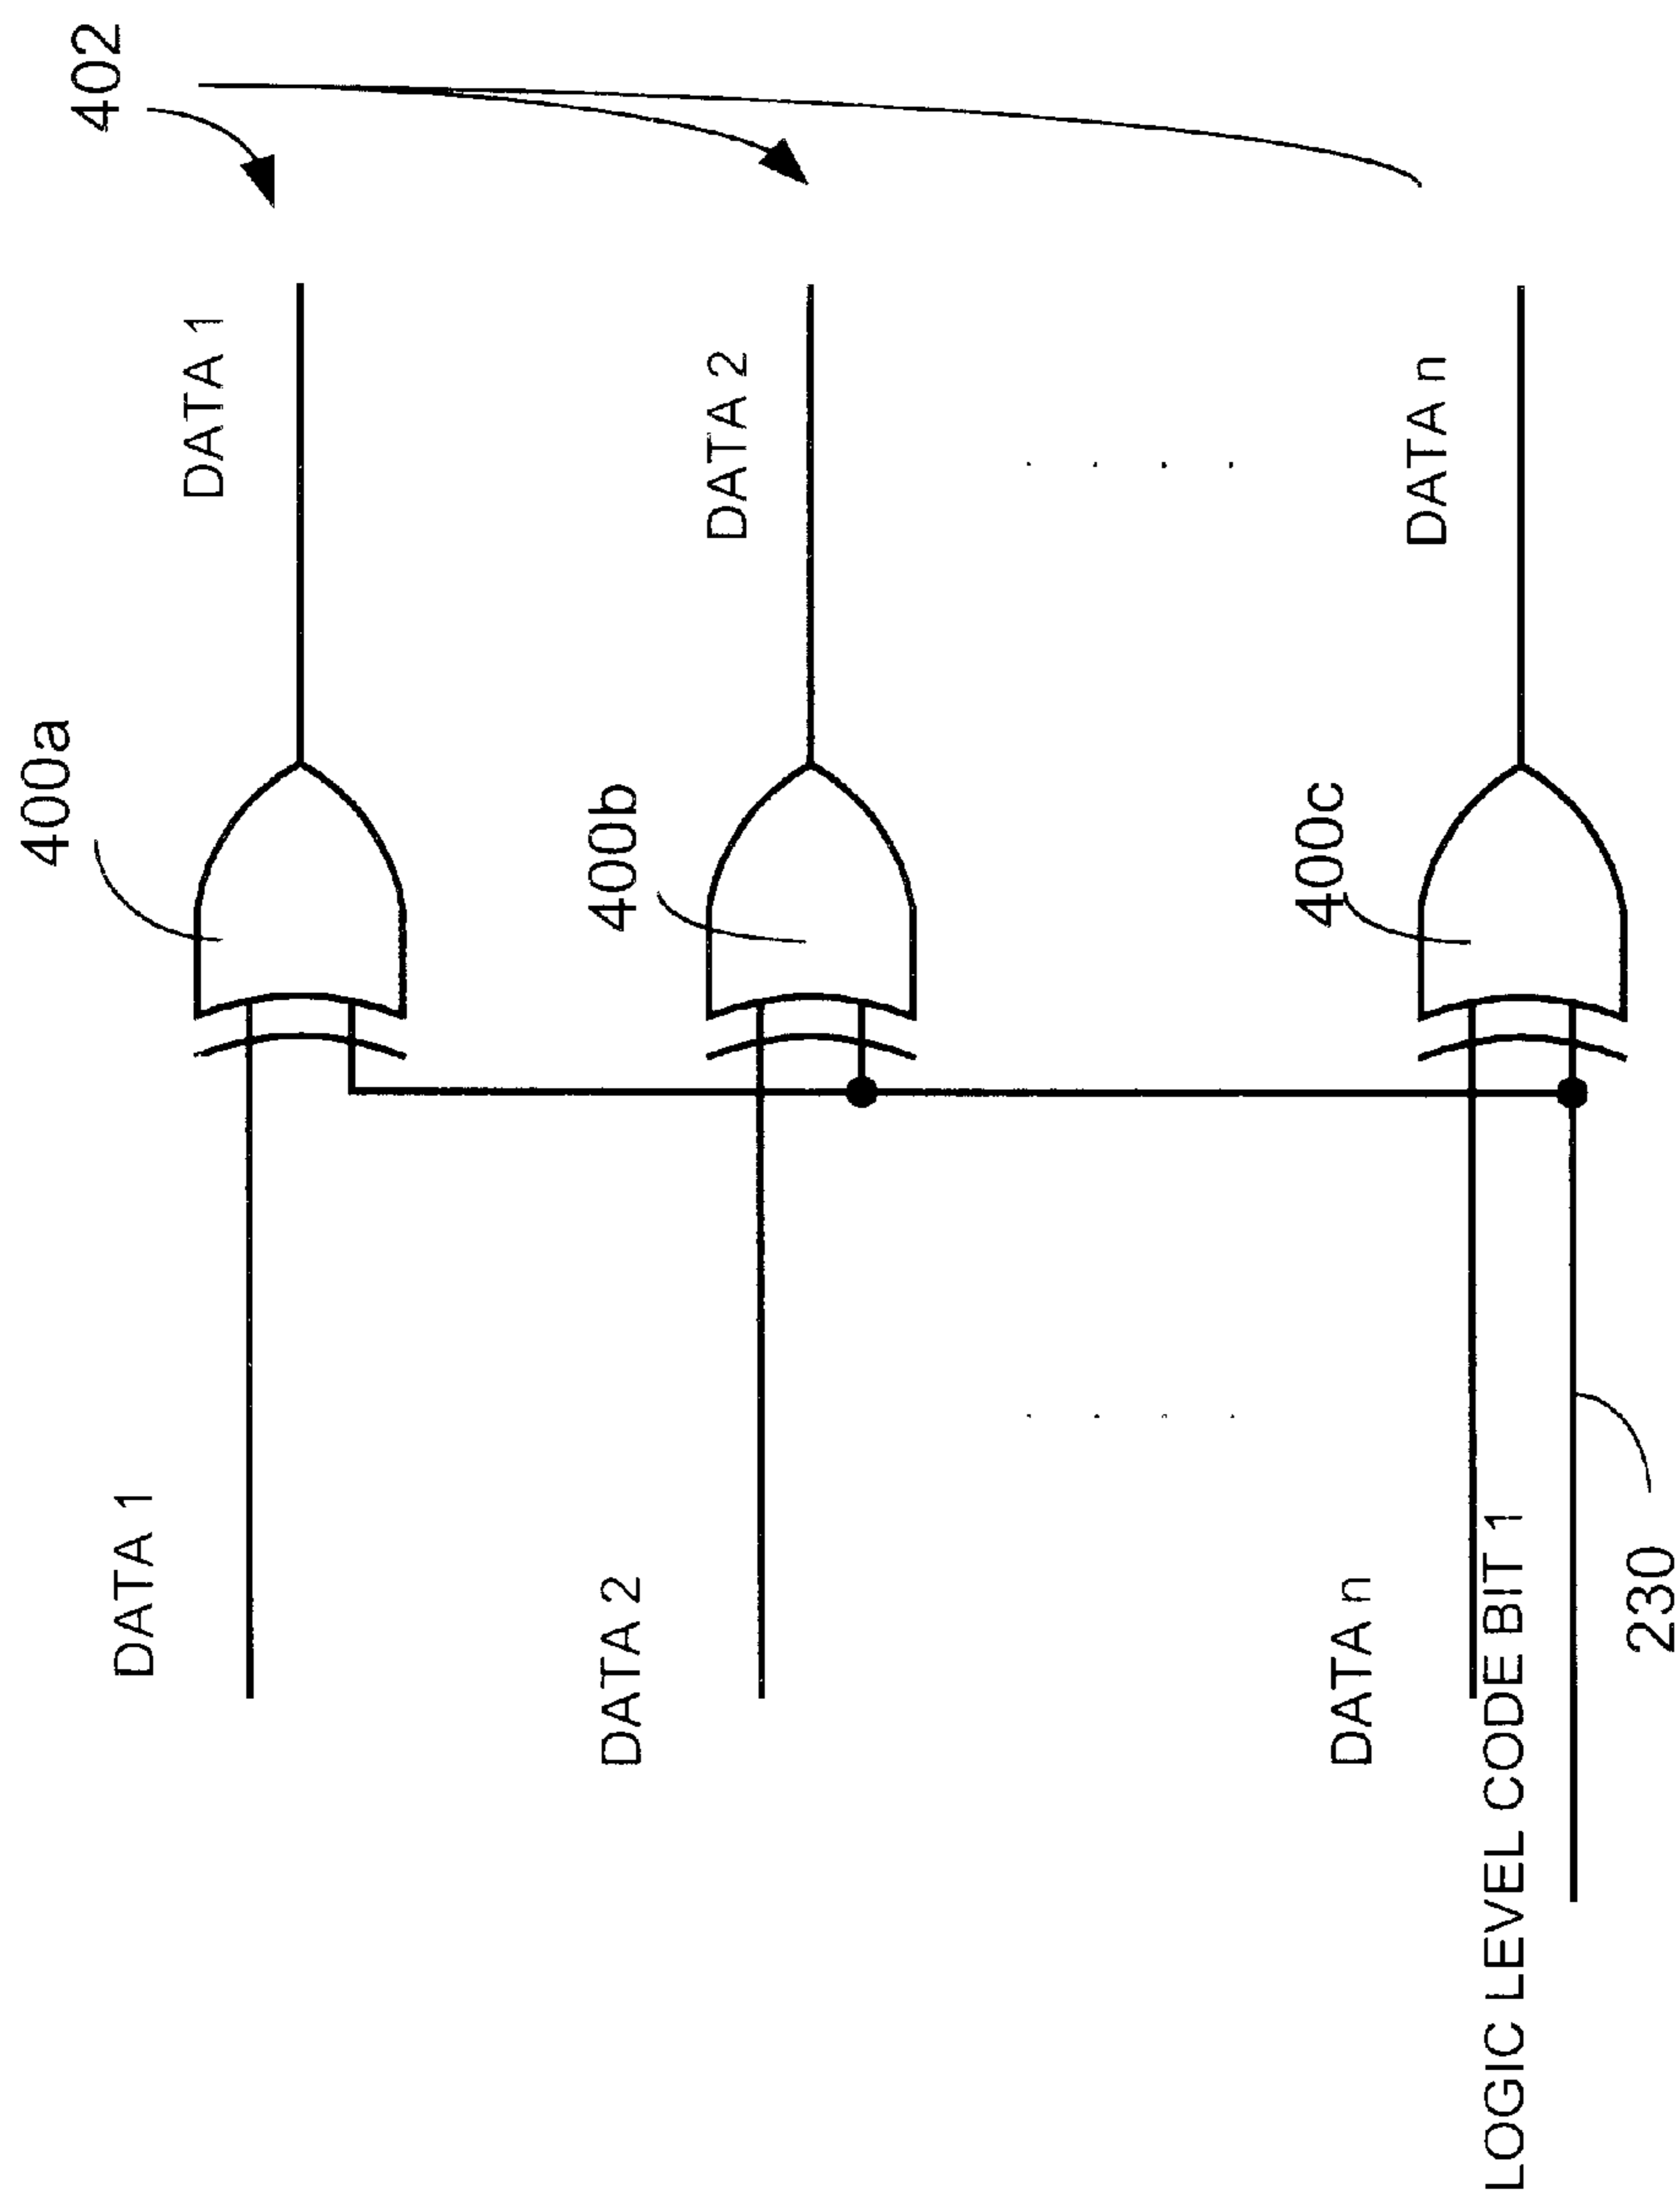 402
DATA 1
400a
DATA 1
DATA 2
400b
DATA 2
DATA n
400c
DATA n
LOGIC LEVEL CODE BIT 1
230